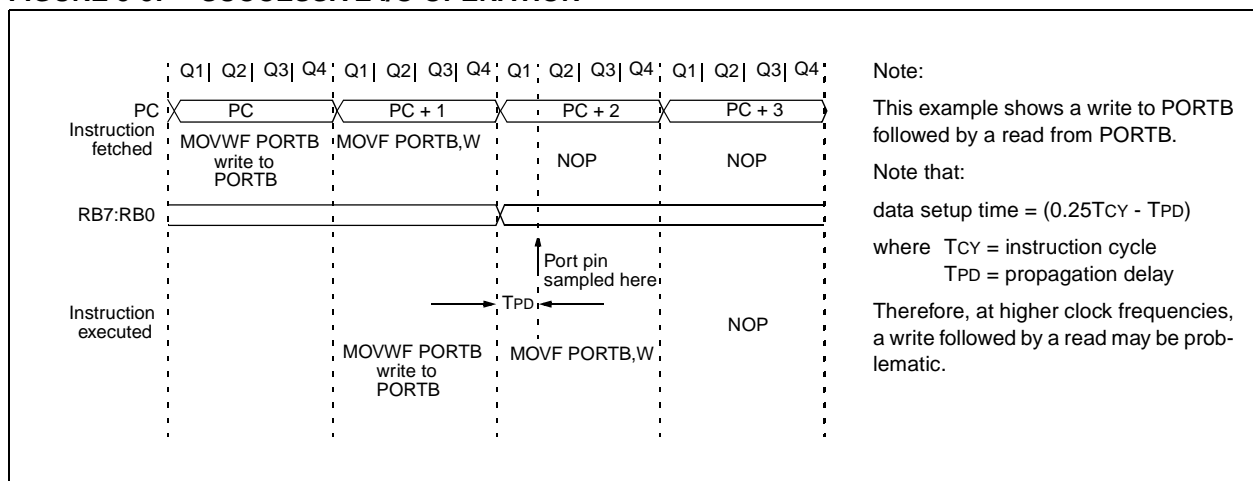 Q1| Q2| Q3| Q4 Q1 Q2| Q3| Q4 Q1 Q2| Q3| Q4 Q1| Q2| Q3| Q4
PC PC PC + 1 PC + 2 PC + 3
Instruction
fetched
MOVWF PORTB
write to
PORTB
MOVF PORTB,W
NOP
NOP
RB7:RB0
Port pin
sampled here
TPD
Instruction
executed
MOVWF PORTB
write to
PORTB
MOVF PORTB,W
NOP
Note:
This example shows a write to PORTB
followed by a read from PORTB.
Note that:
data setup time = (0.25TCY - TPD)
where TCY = instruction cycle
TPD = propagation delay
Therefore, at higher clock frequencies,
a write followed by a read may be prob-
lematic.